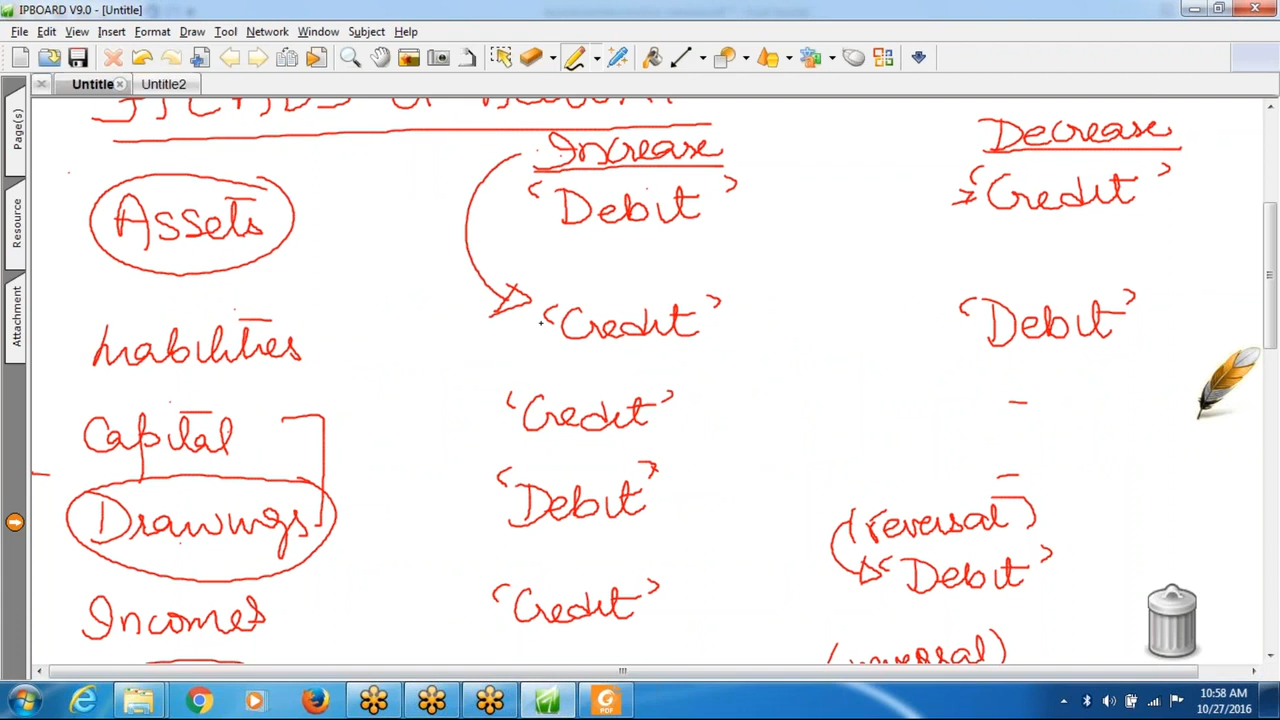 IPBOARD V9.0 - [Untitle]
File Edit View Insert Format Draw Tool Network Window Subject Help
Untitle Untitle2
Page(s)
Resource
Attachment
Increase Decrease
Assets "Debit" "Credit"
Liabilities "Credit" "Debit"
Capital "Credit" -
Drawings "Debit" -
(reversal)
Incomes "Credit" "Debit"
(reversal)
PDF
10:58 AM
10/27/2016